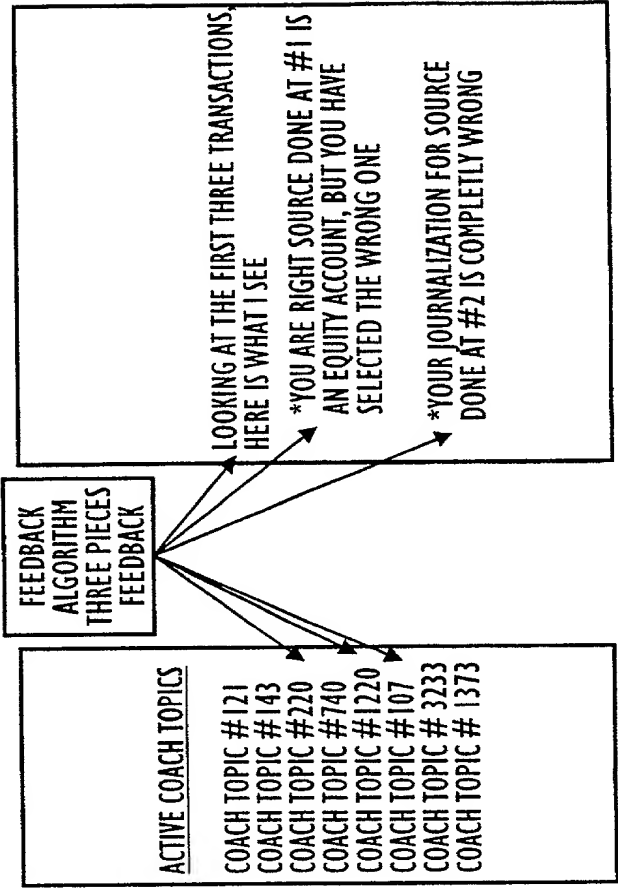 ACTIVE COACH TOPICS
COACH TOPIC #121
COACH TOPIC #143
COACH TOPIC #220
COACH TOPIC #740
COACH TOPIC #1220
COACH TOPIC #107
COACH TOPIC # 3233
COACH TOPIC # 1373
FEEDBACK
ALGORITHM
THREE PIECES
FEEDBACK
LOOKING AT THE FIRST THREE TRANSACTIONS,
HERE IS WHAT I SEE
*YOU ARE RIGHT SOURCE DONE AT #1 IS
AN EQUITY ACCOUNT, BUT YOU HAVE
SELECTED THE WRONG ONE
*YOUR JOURNALIZATION FOR SOURCE
DONE AT #2 IS COMPLETLY WRONG